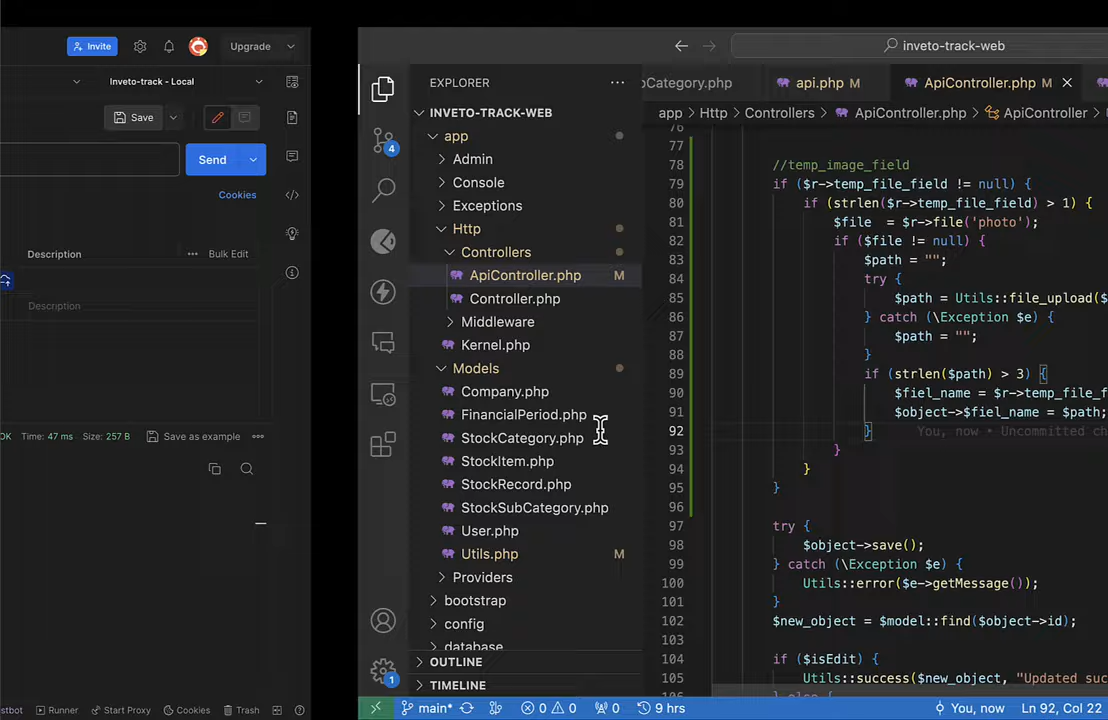 Invite
Upgrade
Inveto-track - Local
Save
Send
Cookies
Description
Bulk Edit
Description
OK Time: 47 ms Size: 257 B
Save as example
Runner
Start Proxy
Cookies
Trash
inveto-track-web
EXPLORER
INVETO-TRACK-WEB
app
Admin
Console
Exceptions
Http
Controllers
ApiController.php M
Controller.php
Middleware
Kernel.php
Models
Company.php
FinancialPeriod.php
StockCategory.php
StockItem.php
StockRecord.php
StockSubCategory.php
User.php
Utils.php M
Providers
bootstrap
config
database
OUTLINE
TIMELINE
4
1
oCategory.php
api.php M
ApiController.php M
app > Http > Controllers > ApiController.php > ApiController
76
77
78 //temp_image_field
79 if ($r->temp_file_field != null) {
80 if (strlen($r->temp_file_field) > 1) {
81 $file = $r->file('photo');
82 if ($file != null) {
83 $path = "";
84 try {
85 $path = Utils::file_upload($
86 } catch (\Exception $e) {
87 $path = "";
88 }
89 if (strlen($path) > 3) {
90 $fiel_name = $r->temp_file_f
91 $object->$fiel_name = $path;
92 } You, now • Uncommitted ch
93 }
94 }
95 }
96
97 try {
98 $object->save();
99 } catch (\Exception $e) {
100 Utils::error($e->getMessage());
101 }
102 $new_object = $model::find($object->id);
103
104 if ($isEdit) {
105 Utils::success($new_object, "Updated suc
106 } else {
main*
0 0
0
9 hrs
You, now
Ln 92, Col 22